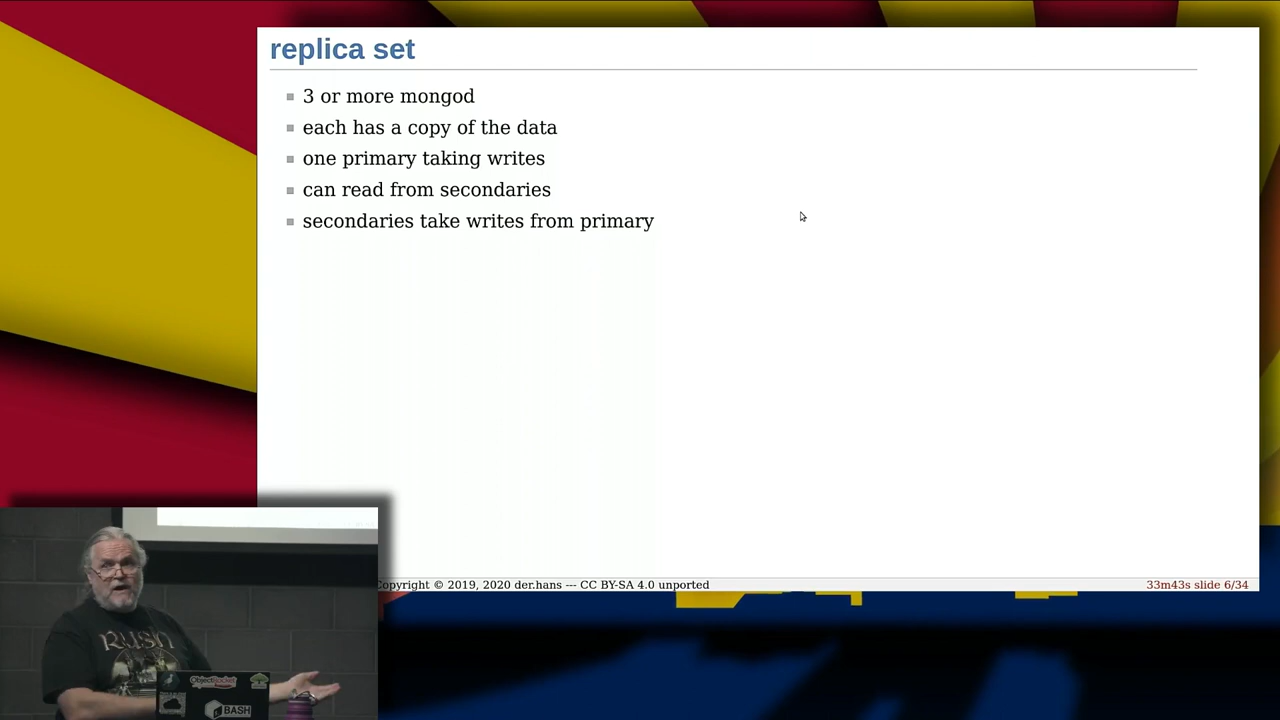 replica set
3 or more mongod
each has a copy of the data
one primary taking writes
can read from secondaries
secondaries take writes from primary
opyright © 2019, 2020 der.hans --- CC BY-SA 4.0 unported
33m43s slide 6/34
RUSH
ObjectRocket
BASH